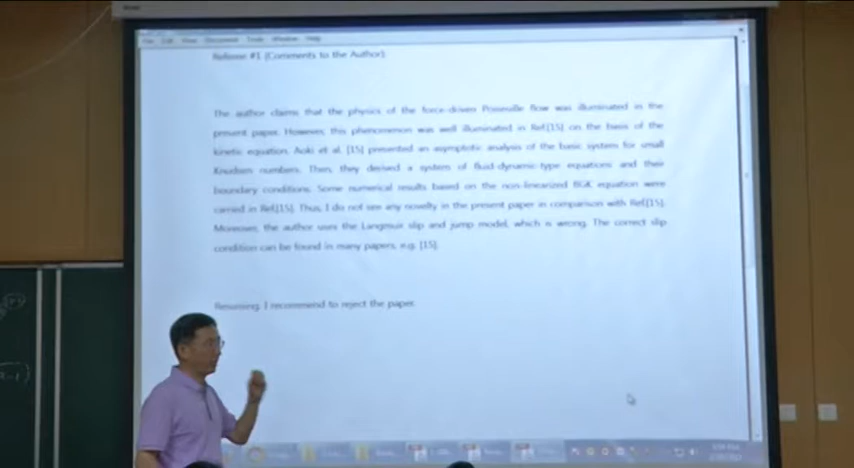 Document Tools Window Help
Referee #1 (Comments to the Author):
The author claims that the physics of the force-driven Poiseuille flow was illuminated in the
present paper. However, this phenomenon was well illuminated in Ref.[15] on the basis of the
kinetic equation. Aoki et al. [15] presented an asymptotic analysis of the basic system for small
Knudsen numbers. Then, they derived a system of fluid-dynamic-type equations and their
boundary conditions. Some numerical results based on the non-linearized BGK equation were
carried in Ref.[15]. Thus, I do not see any novelty in the present paper in comparison with Ref.[15].
Moreover, the author uses the Langmuir slip and jump model, which is wrong. The correct slip
condition can be found in many papers, e.g. [15].
Resuming, I recommend to reject the paper.